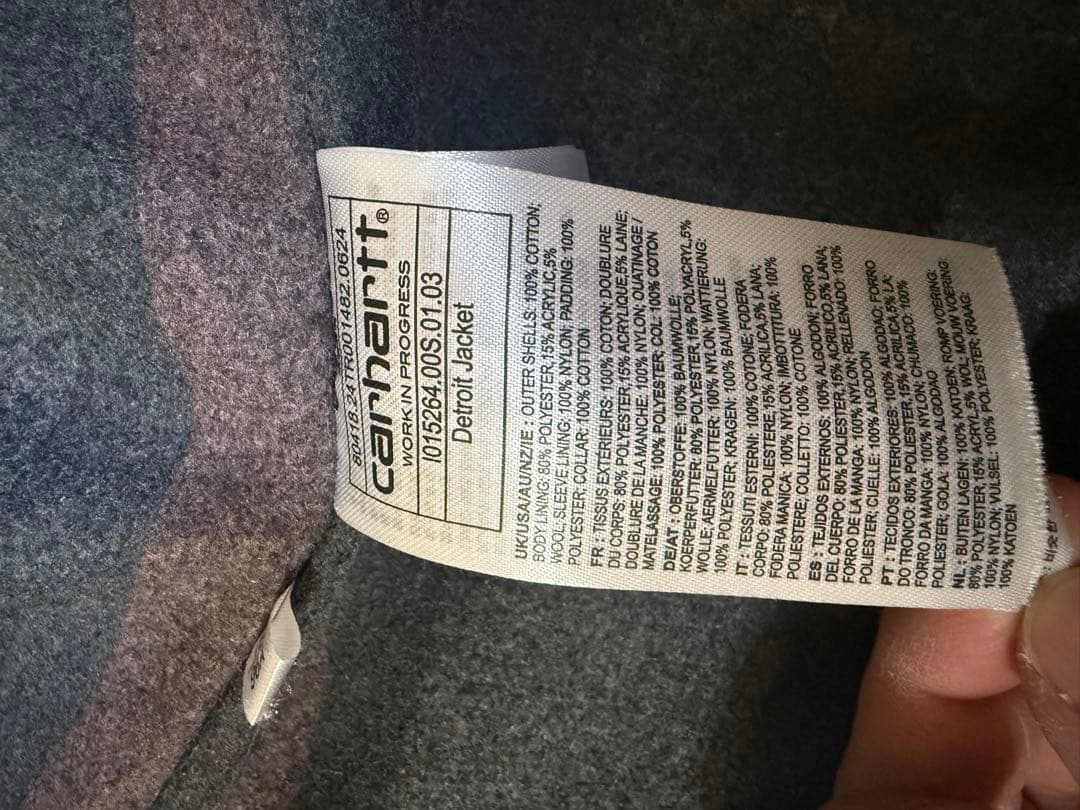 80418.24TR001482.0624
carhartt®
WORK IN PROGRESS
I015264.00S.01.03
Detroit Jacket
UK/USA/AU/NZ/IE : OUTER SHELLS: 100% COTTON;
BODY LINING: 80% POLYESTER,15% ACRYLIC,5%
WOOL; SLEEVE LINING: 100% NYLON; PADDING: 100%
POLYESTER; COLLAR: 100% COTTON
FR : TISSUS EXTERIEURS: 100% COTON; DOUBLURE
DU CORPS: 80% POLYESTER,15% ACRYLIQUE,5% LAINE;
DOUBLURE DE LA MANCHE: 100% NYLON; OUATINAGE /
MATELASSAGE: 100% POLYESTER; COL: 100% COTON
DE/AT : OBERSTOFFE: 100% BAUMWOLLE;
KOERPERFUTTER: 80% POLYESTER,15% POLYACRYL,5%
WOLLE; AERMELFUTTER: 100% NYLON; WATTIERUNG:
100% POLYESTER; KRAGEN: 100% BAUMWOLLE
IT : TESSUTI ESTERNI: 100% COTONE; FODERA
CORPO: 80% POLIESTERE,15% ACRILICA,5% LANA;
FODERA MANICA: 100% NYLON; IMBOTTITURA: 100%
POLIESTERE; COLLETTO: 100% COTONE
ES : TEJIDOS EXTERNOS: 100% ALGODON; FORRO
DEL CUERPO: 80% POLIESTER,15% ACRILICO,5% LANA;
FORRO DE LA MANGA: 100% NYLON; RELLENADO: 100%
POLIESTER; CUELLE: 100% ALGODON
PT : TECIDOS EXTERIORES: 100% ALGODAO; FORRO
DO TRONCO: 80% POLIESTER,15% ACRILICA,5% LA;
FORRO DA MANGA: 100% NYLON; CHUMACO: 100%
POLIESTER; GOLA: 100% ALGODAO
NL : BUITEN LAGEN: 100% KATOEN; ROMP VOERING:
80% POLYESTER,15% ACRYL,5% WOL; MOUW VOERING:
100% NYLON; VULSEL: 100% POLYESTER; KRAAG:
100% KATOEN